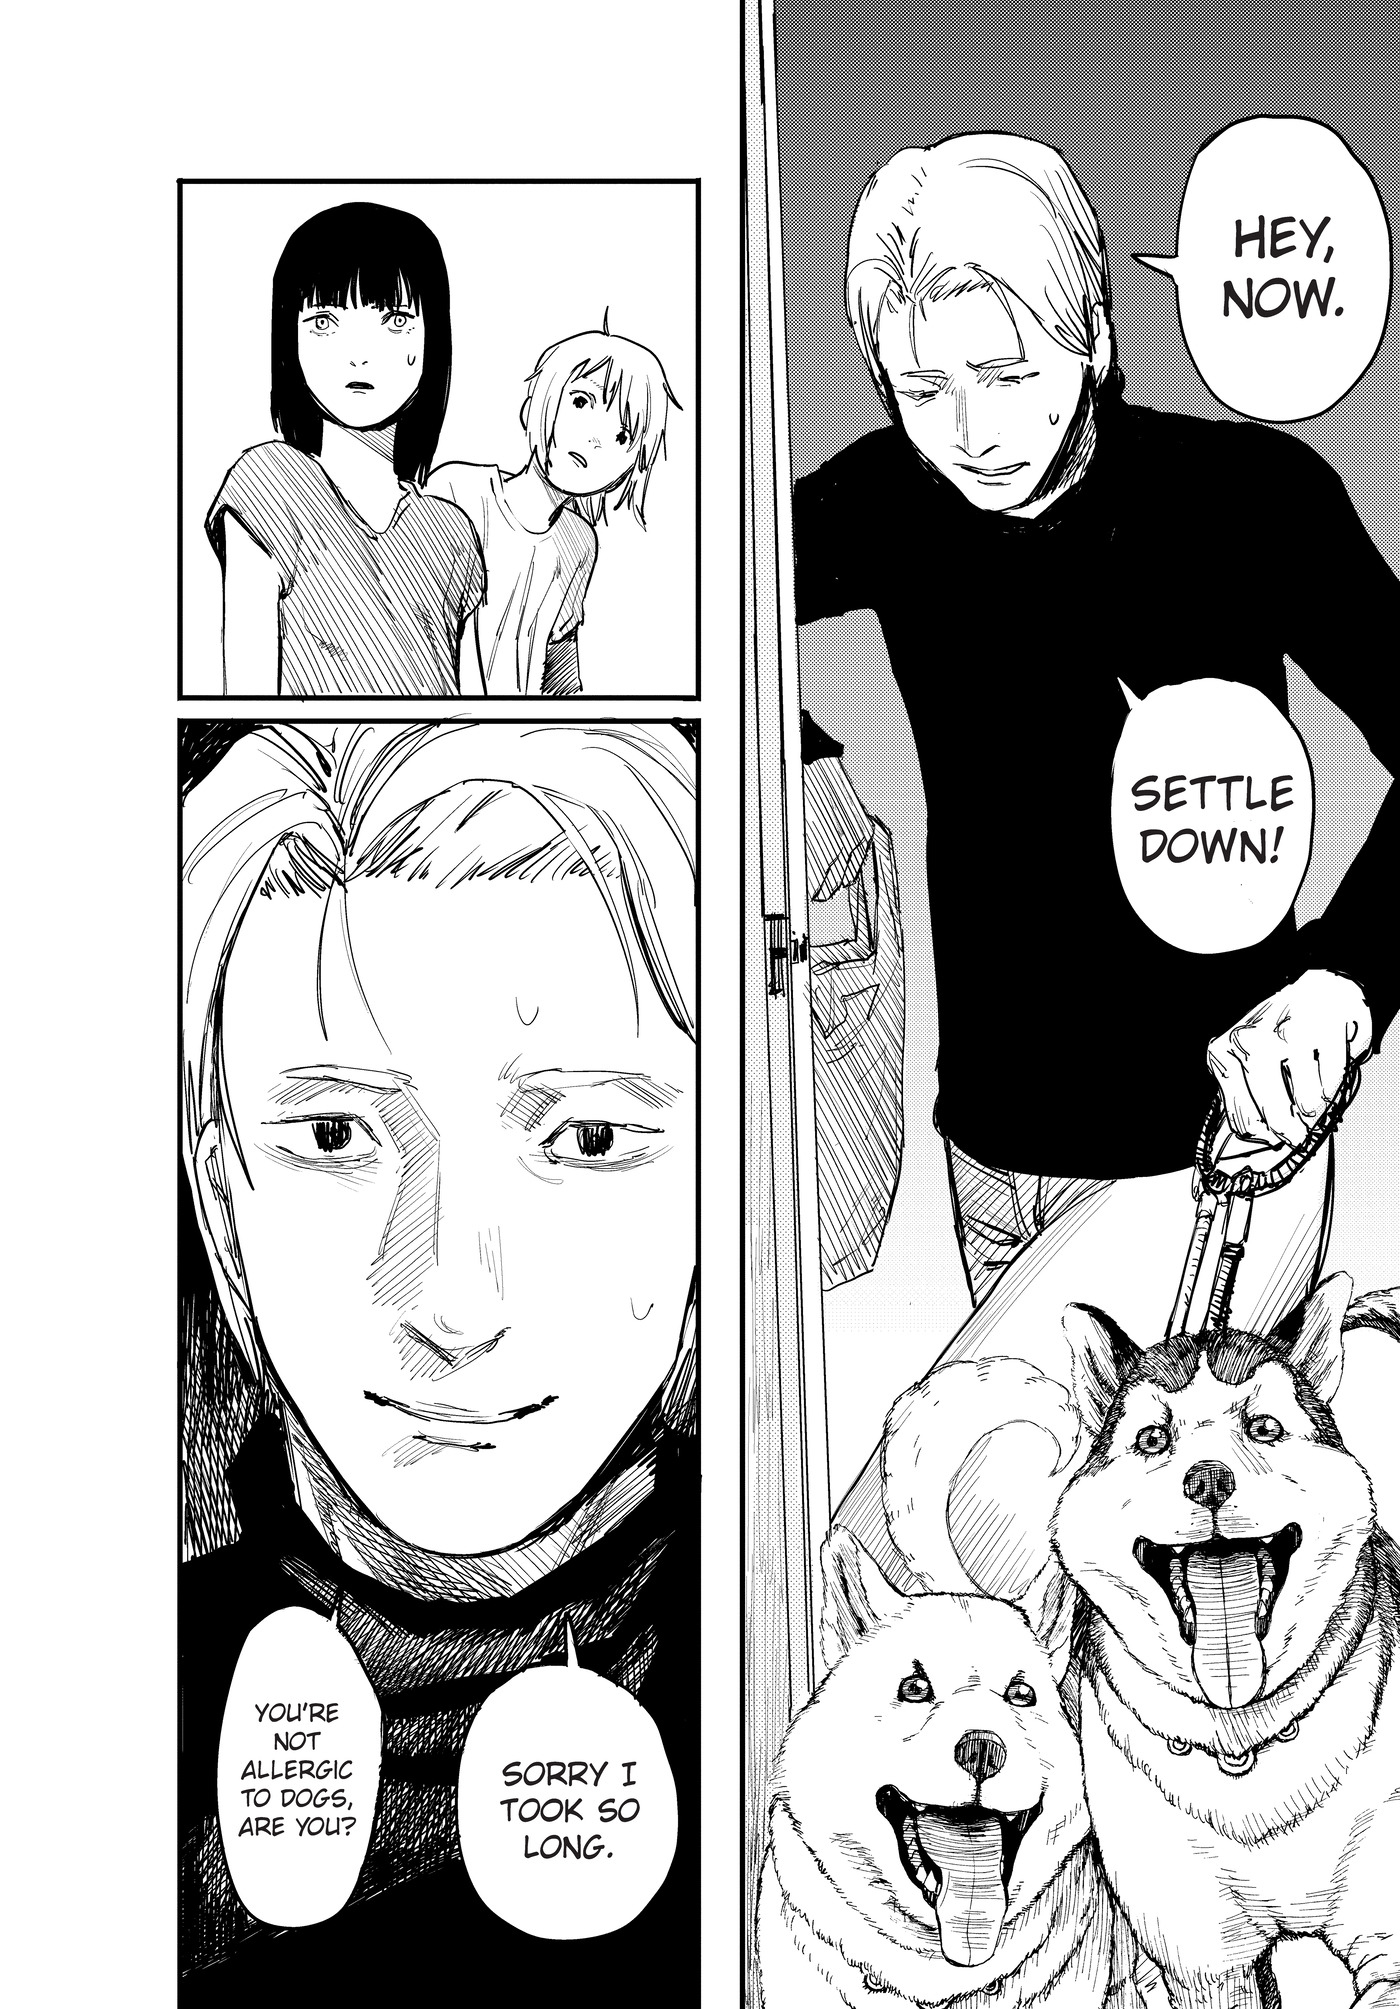 HEY,
NOW.
SETTLE
DOWN!
SORRY I
TOOK SO
LONG.
YOU'RE
NOT
ALLERGIC
TO DOGS,
ARE YOU?